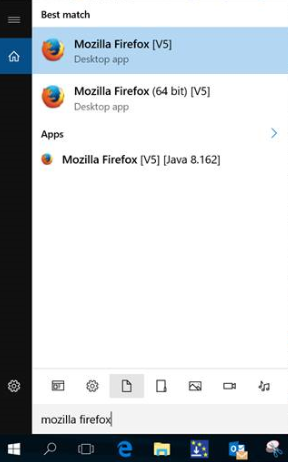 Best match
Mozilla Firefox [V5]
Desktop app
Mozilla Firefox (64 bit) [V5]
Desktop app
Apps
Mozilla Firefox [V5] [Java 8.162]
mozilla firefox